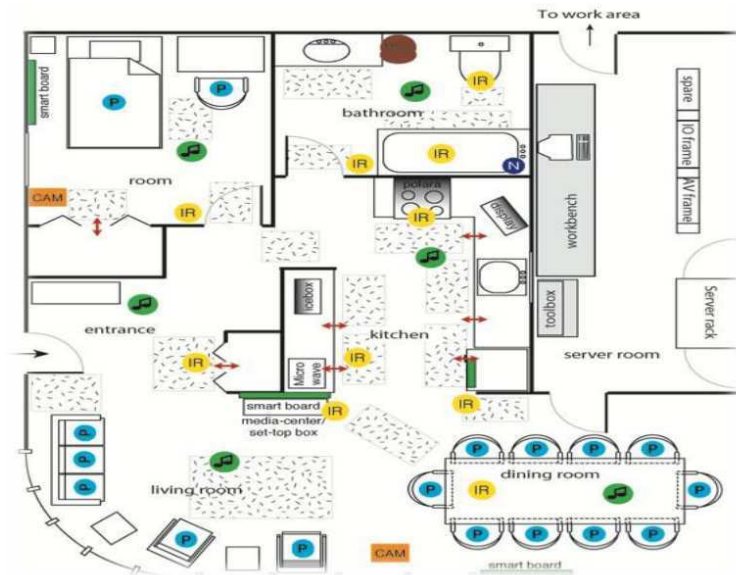 To work area
smart board
P
P
IR
bathroom
IR
IR
N
room
CAM
IR
polara
IR
display
workbench
spare
IO frame
AV frame
icebox
kitchen
toolbox
Server rack
server room
entrance
IR
Micro
wave
IR
smart board
media-center/
set-top box
IR
IR
P
P
P
living room
P
P
CAM
P
P
P
P
dining room
P
IR
P
P
P
P
P
smart board